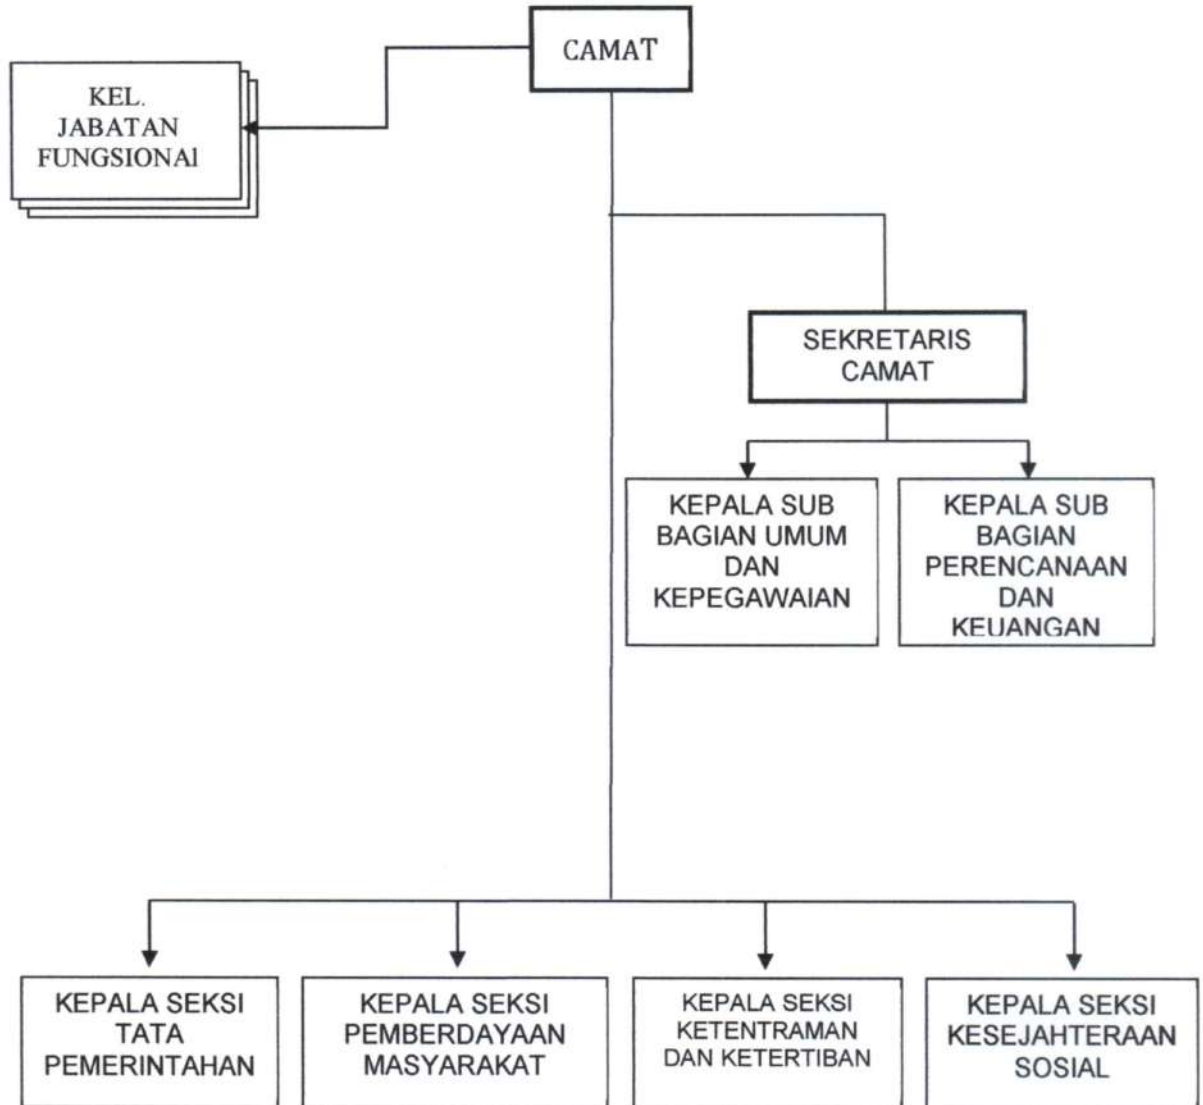 CAMAT
KEL.
JABATAN
FUNGSIONAl
SEKRETARIS
CAMAT
KEPALA SUB
BAGIAN UMUM
DAN
KEPEGAWAIAN
KEPALA SUB
BAGIAN
PERENCANAAN
DAN
KEUANGAN
KEPALA SEKSI
TATA
PEMERINTAHAN
KEPALA SEKSI
PEMBERDAYAAN
MASYARAKAT
KEPALA SEKSI
KETENTRAMAN
DAN KETERTIBAN
KEPALA SEKSI
KESEJAHTERAAN
SOSIAL